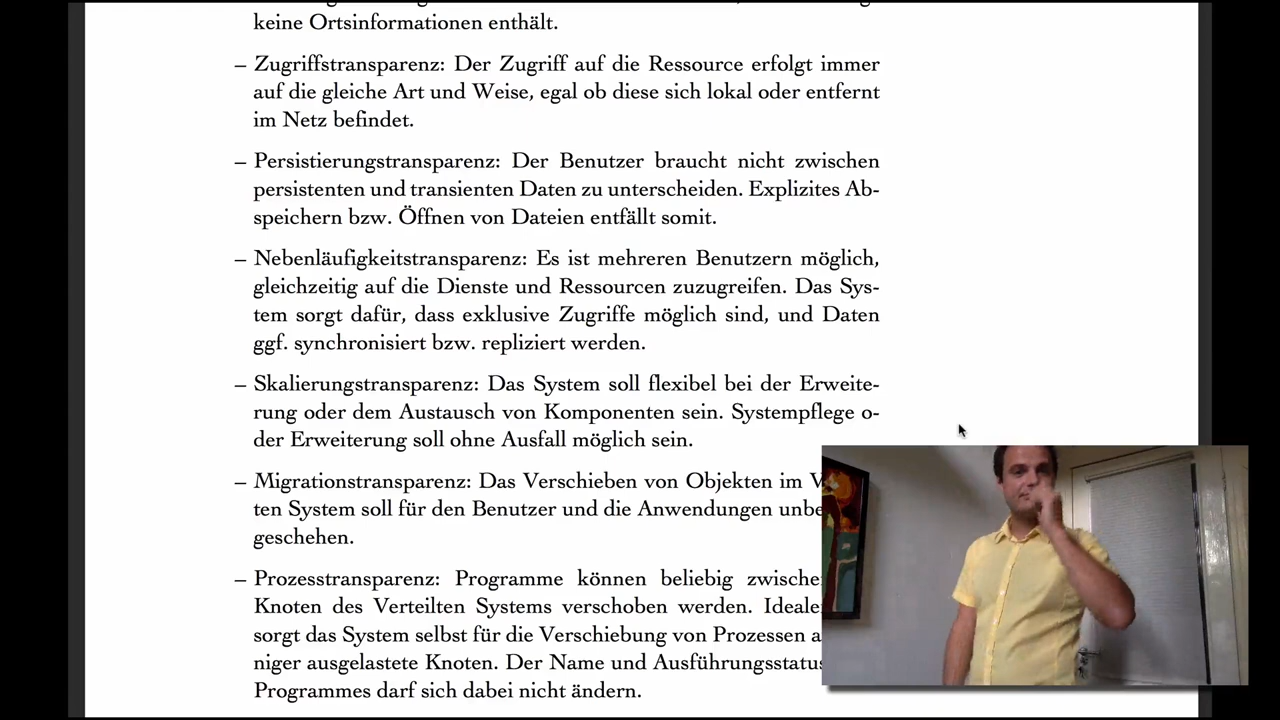 keine Ortsinformationen enthält.
– Zugriffstransparenz: Der Zugriff auf die Ressource erfolgt immer
auf die gleiche Art und Weise, egal ob diese sich lokal oder entfernt
im Netz befindet.
– Persistierungstransparenz: Der Benutzer braucht nicht zwischen
persistenten und transienten Daten zu unterscheiden. Explizites Ab-
speichern bzw. Öffnen von Dateien entfällt somit.
– Nebenläufigkeitstransparenz: Es ist mehreren Benutzern möglich,
gleichzeitig auf die Dienste und Ressourcen zuzugreifen. Das Sys-
tem sorgt dafür, dass exklusive Zugriffe möglich sind, und Daten
ggf. synchronisiert bzw. repliziert werden.
– Skalierungstransparenz: Das System soll flexibel bei der Erweite-
rung oder dem Austausch von Komponenten sein. Systempflege o-
der Erweiterung soll ohne Ausfall möglich sein.
– Migrationstransparenz: Das Verschieben von Objekten im
ten System soll für den Benutzer und die Anwendungen
geschehen.
– Prozesstransparenz: Programme können beliebig
Knoten des Verteilten Systems verschoben werden.
sorgt das System selbst für die Verschiebung von Prozessen
niger ausgelastete Knoten. Der Name und Ausführungsstatus
Programmes darf sich dabei nicht ändern.